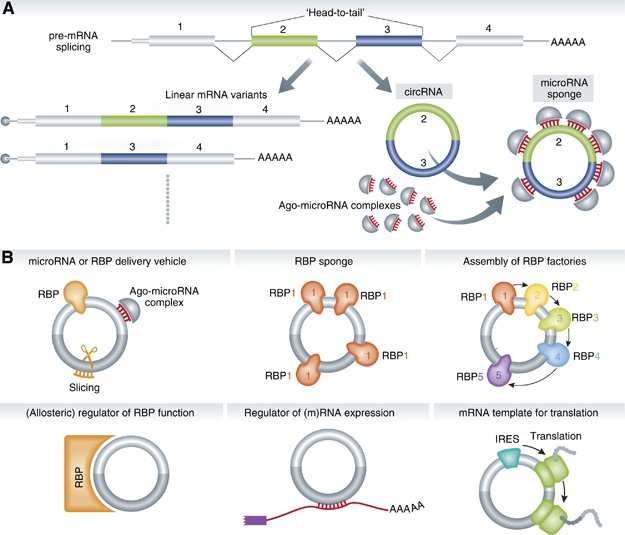 A
'Head-to-tail'
pre-mRNA
splicing
1
2
3
4
AAAAA
Linear mRNA variants
1
2
3
4
AAAAA
1
3
4
AAAAA
circRNA
2
3
Ago-microRNA complexes
microRNA
sponge
2
3
B
microRNA or RBP delivery vehicle
RBP
Ago-microRNA
complex
Slicing
RBP sponge
RBP1
1
1
RBP1
1
RBP1
RBP1
1
Assembly of RBP factories
RBP1
1
2
RBP2
3
RBP3
4
RBP4
RBP5
5
(Allosteric) regulator of RBP function
RBP
Regulator of (m)RNA expression
AAAAA
mRNA template for translation
IRES
Translation